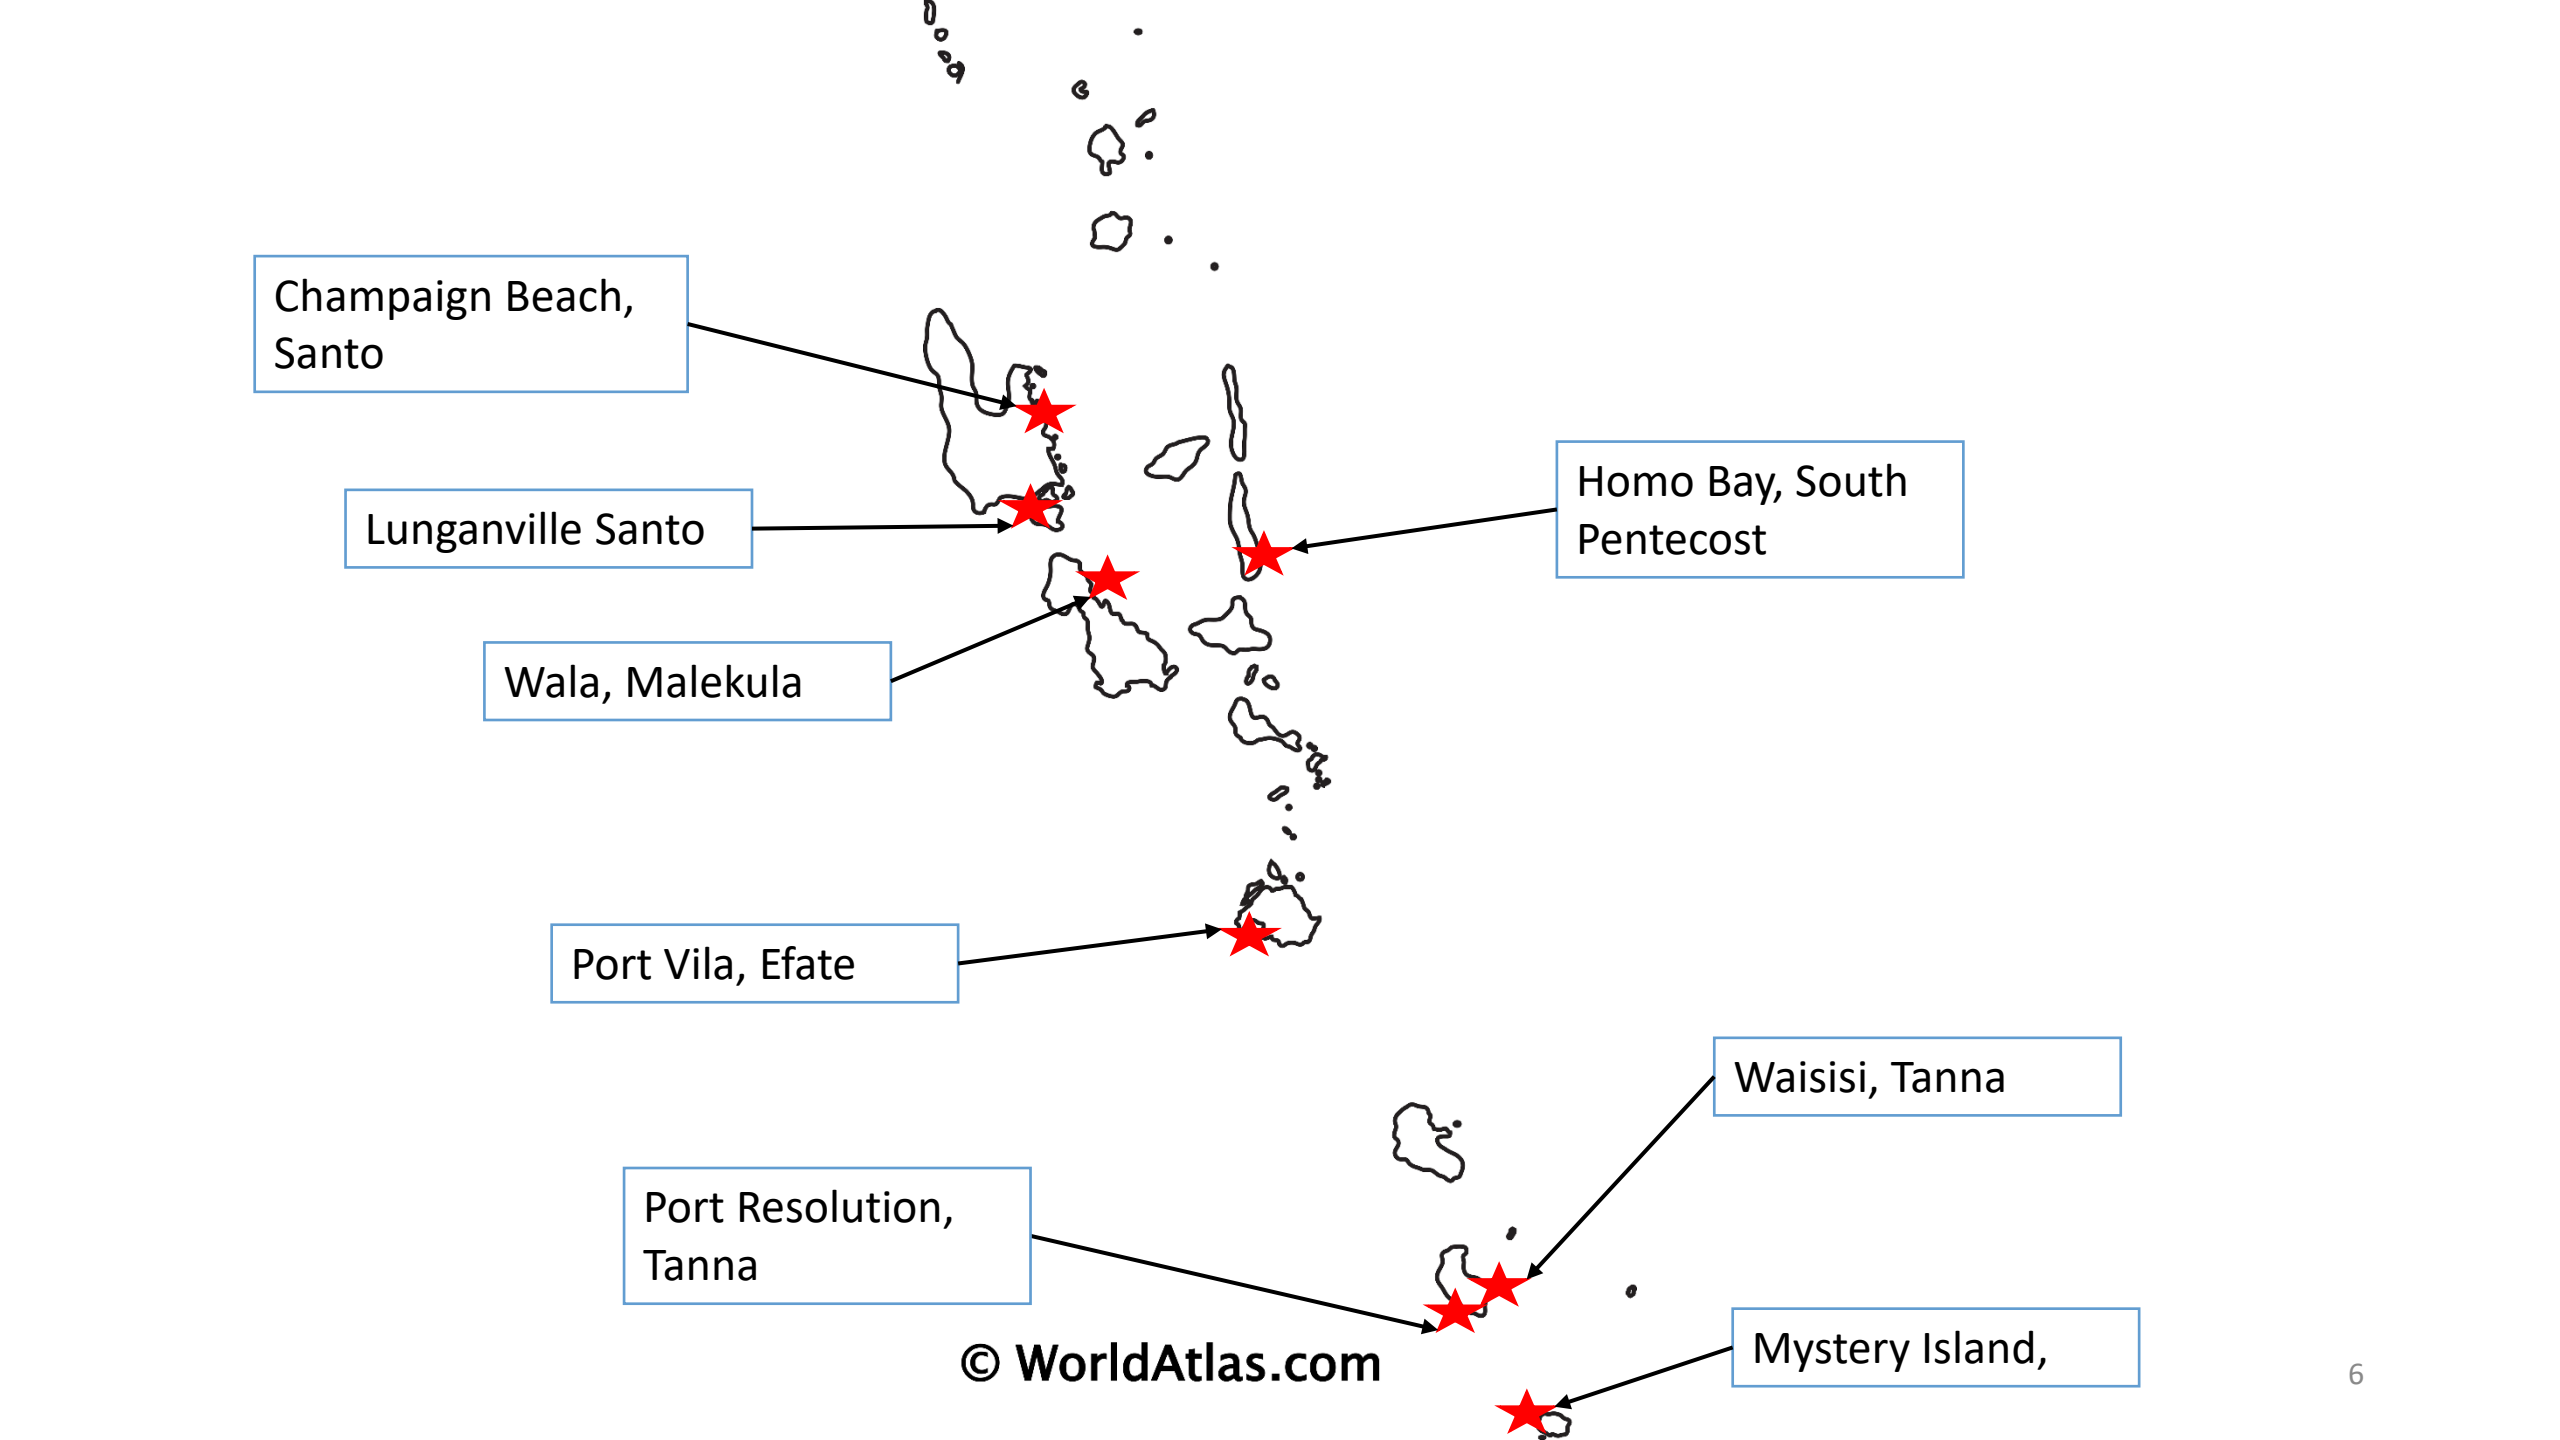 Champaign Beach,
Santo
Homo Bay, South
Pentecost
Lunganville Santo
Wala, Malekula
Port Vila, Efate
Waisisi, Tanna
Port Resolution,
Tanna
Mystery Island,
© WorldAtlas.com
6